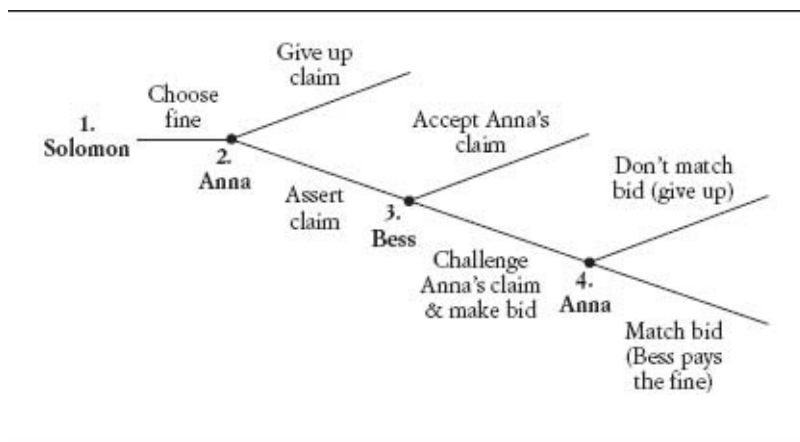 Give up
claim
Choose
fine
1.
Solomon
2.
Anna
Accept Anna’s
claim
Assert
claim
3.
Bess
Don’t match
bid (give up)
Challenge
Anna’s claim
& make bid
4.
Anna
Match bid
(Bess pays
the fine)